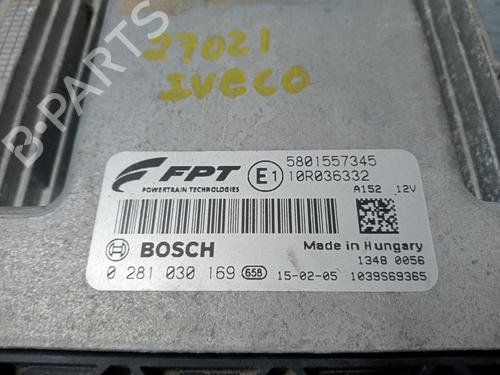 27021
IVECO
FPT
POWERTRAIN TECHNOLOGIES
E1
5801557345
10R036332
A152 12V
BOSCH
Made in Hungary
0 281 030 169 658
15-02-05
1348 0056
1039S69365
B-PARTS